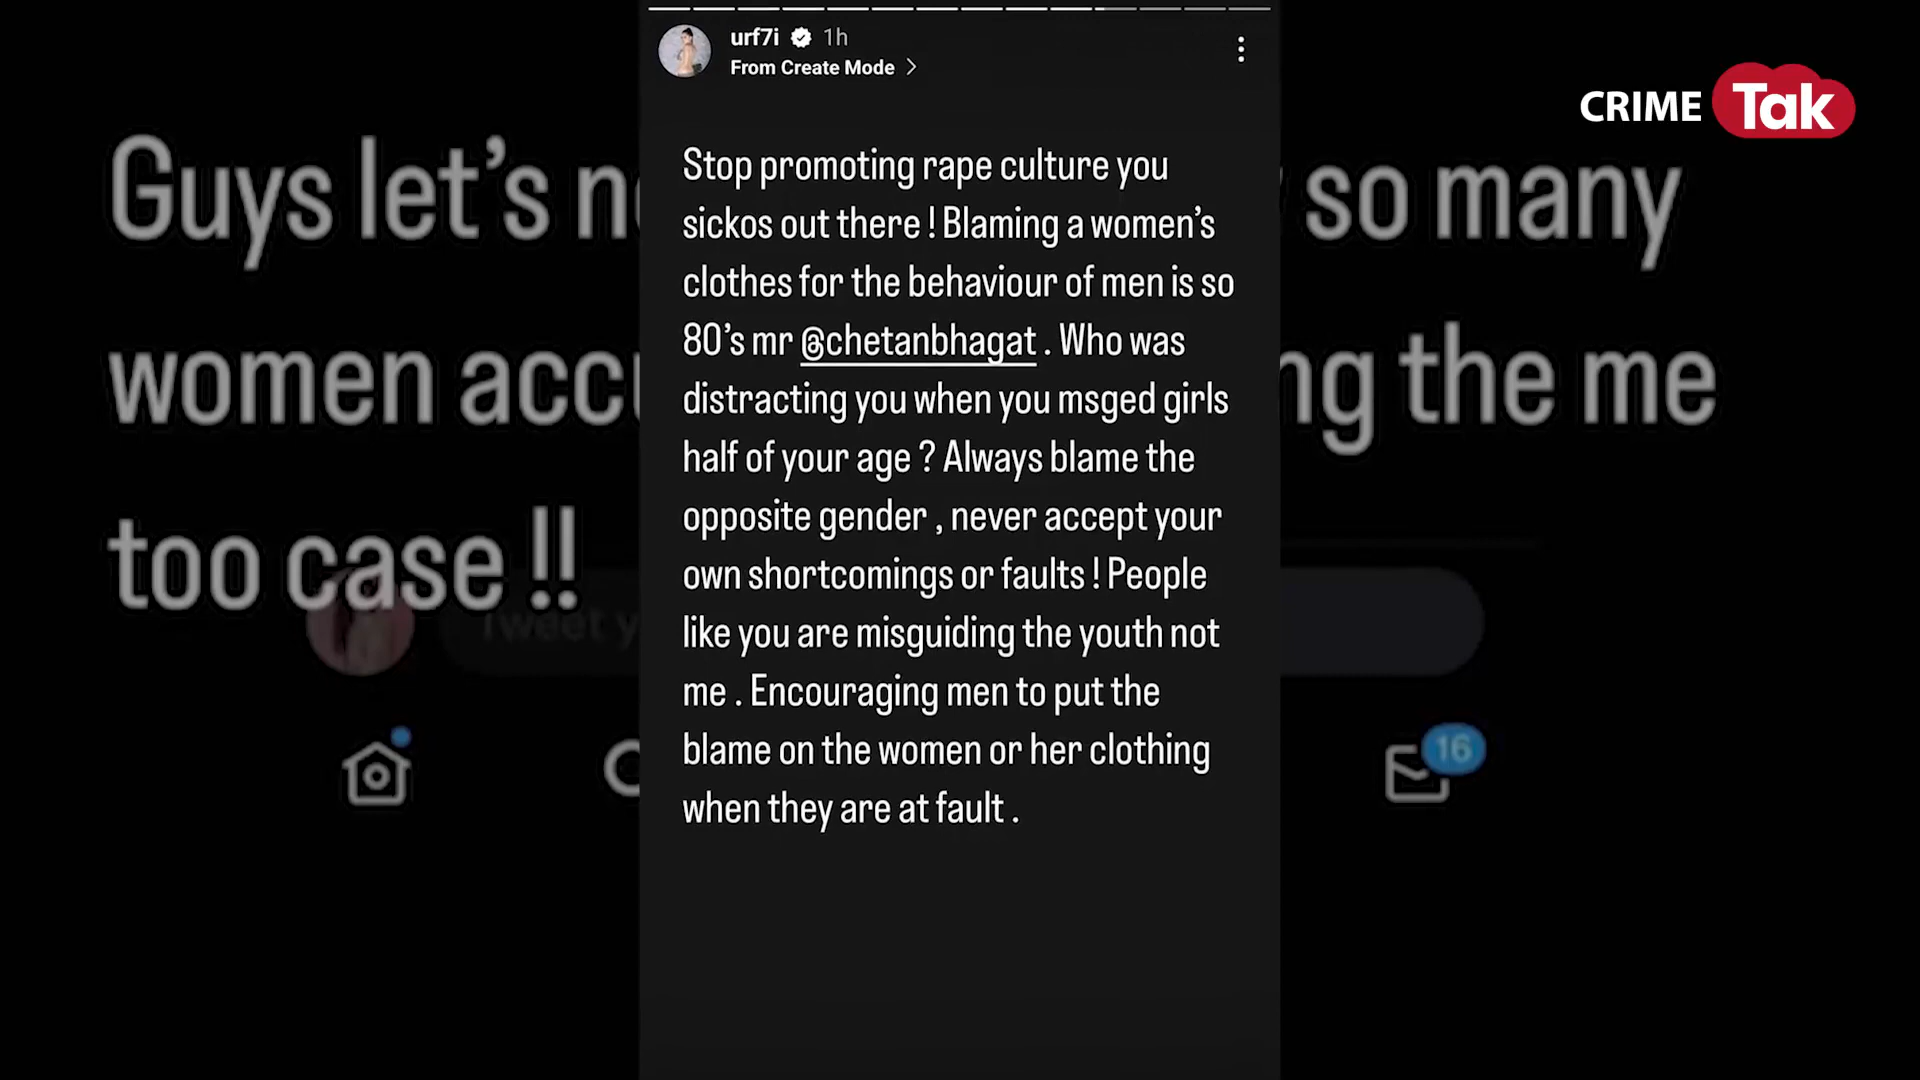 urf7i 1h
From Create Mode
CRIME Tak
Stop promoting rape culture you
sickos out there ! Blaming a women's
clothes for the behaviour of men is so
80's mr @chetanbhagat . Who was
distracting you when you msged girls
half of your age ? Always blame the
opposite gender , never accept your
own shortcomings or faults ! People
like you are misguiding the youth not
me . Encouraging men to put the
blame on the women or her clothing
when they are at fault .
Guys let's so many
women the me
too case !!
Tweet
16